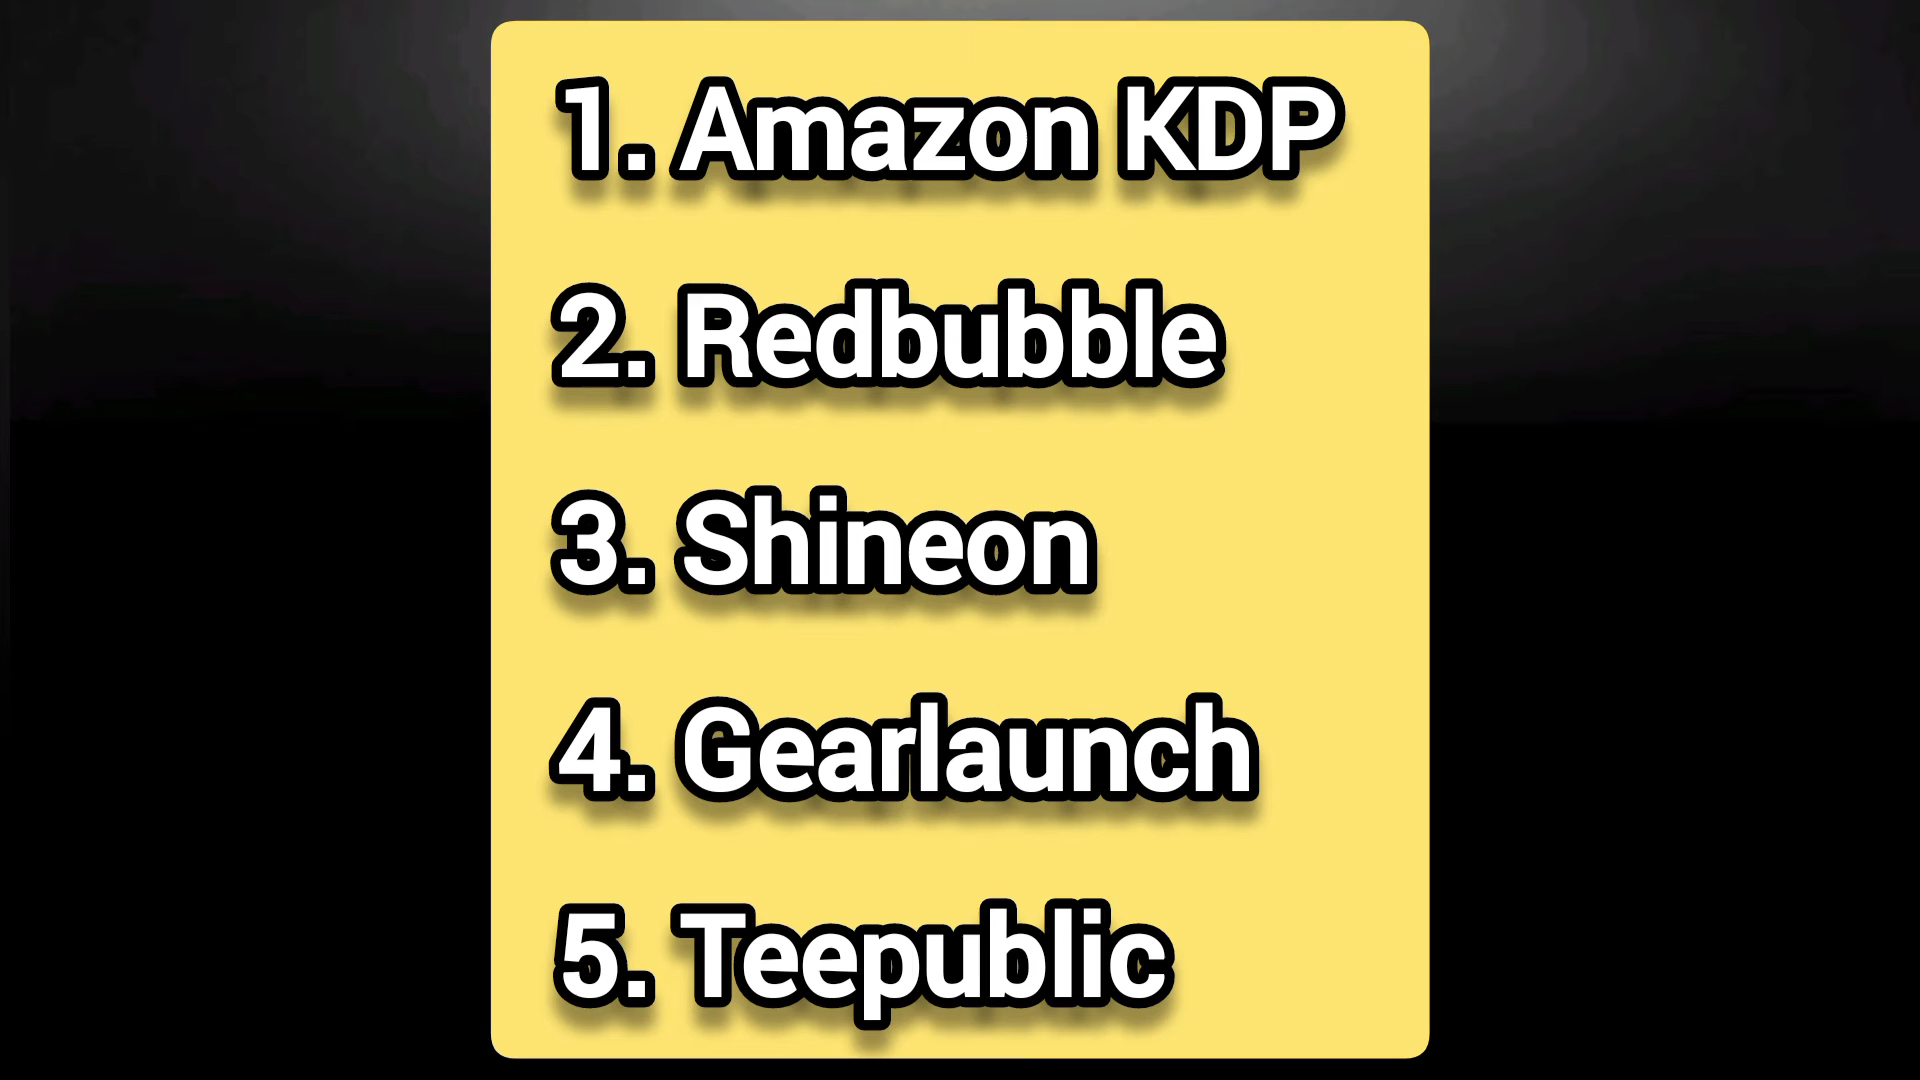 1. Amazon KDP
2. Redbubble
3. Shineon
4. Gearlaunch
5. Teepublic